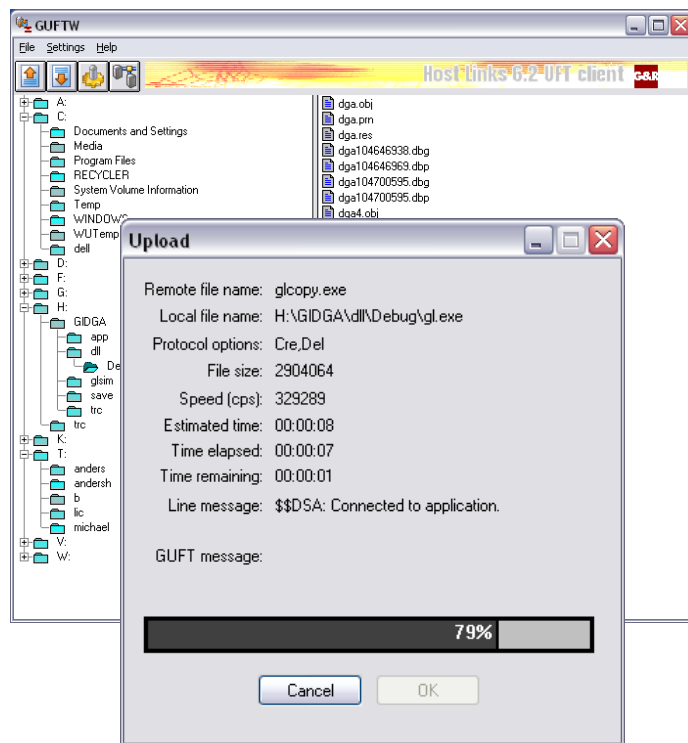 GUFTW
File Settings Help
Host Links 6.2 UFT client G&R
A:
C:
Documents and Settings
Media
Program Files
RECYCLER
System Volume Information
Temp
WINDOWS
WUTemp
dell
D:
F:
G:
H:
GIDGA
app
dll
De
glsim
save
trc
trc
K:
T:
anders
andersh
b
lic
michael
V:
W:
dga.obj
dga.prn
dga.res
dga104646938.dbg
dga104646969.dbp
dga104700595.dbg
dga104700595.dbp
dga4.obj
Upload
Remote file name: glcopy.exe
Local file name: H:\GIDGA\dll\Debug\gl.exe
Protocol options: Cre,Del
File size: 2904064
Speed (cps): 329289
Estimated time: 00:00:08
Time elapsed: 00:00:07
Time remaining: 00:00:01
Line message: $$DSA: Connected to application.
GUFT message:
79%
Cancel OK